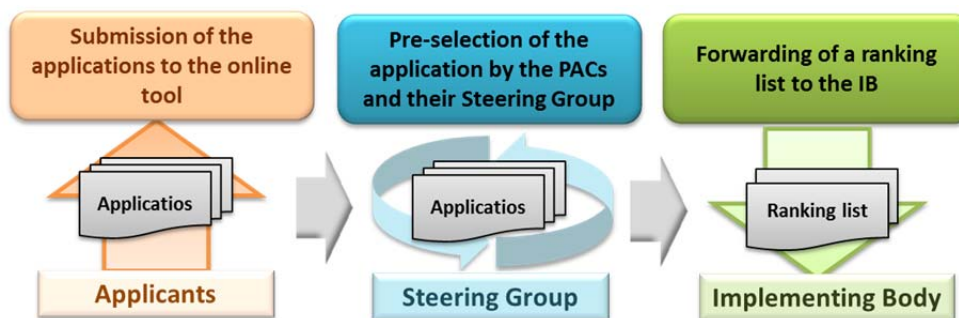 Submission of the
applications to the online
tool
Applicatios
Applicants
Pre-selection of the
application by the PACs
and their Steering Group
Applicatios
Steering Group
Forwarding of a ranking
list to the IB
Ranking list
Implementing Body